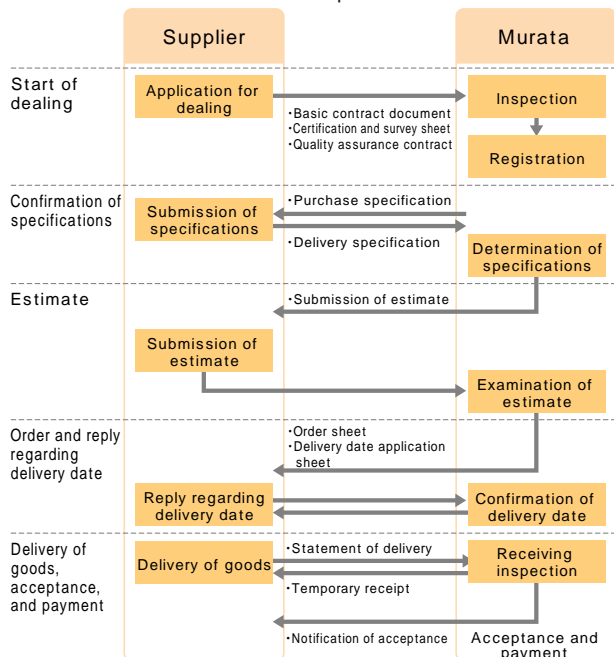 Supplier
Murata
Start of
dealing
Application for
dealing
・Basic contract document
・Certification and survey sheet
・Quality assurance contract
Inspection
Registration
Confirmation of
specifications
Submission of
specifications
・Purchase specification
・Delivery specification
Determination of
specifications
Estimate
・Submission of estimate
Submission of
estimate
Examination of
estimate
Order and reply
regarding
delivery date
・Order sheet
・Delivery date application
sheet
Reply regarding
delivery date
Confirmation of
delivery date
Delivery of
goods,
acceptance,
and payment
Delivery of goods
・Statement of delivery
・Temporary receipt
Receiving
inspection
・Notification of acceptance
Acceptance and
payment